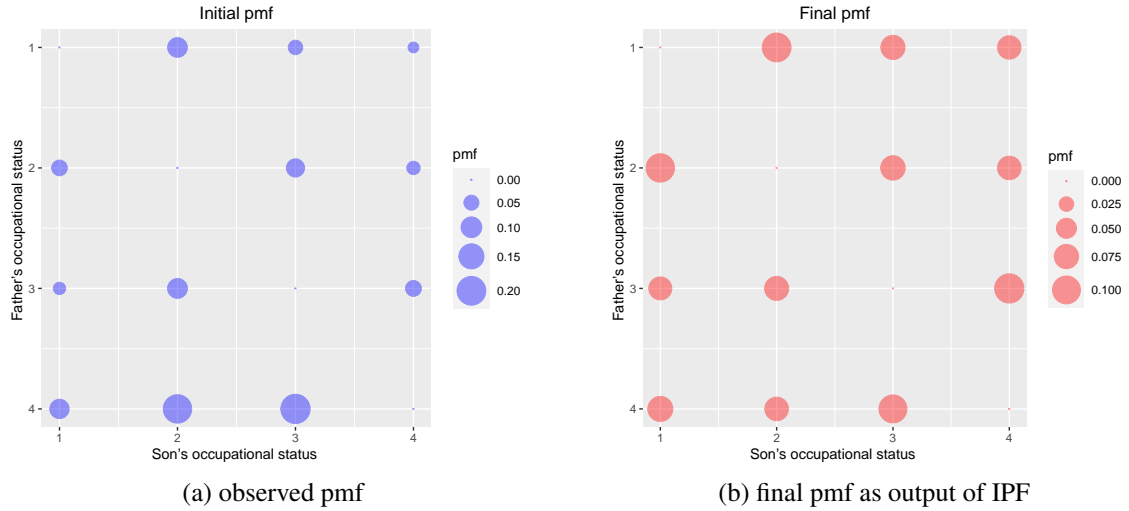 Initial pmf
1
2
3
4
Father's occupational status
1
2
3
4
Son's occupational status
pmf
0.00
0.05
0.10
0.15
0.20
(a) observed pmf
Final pmf
1
2
3
4
Father's occupational status
1
2
3
4
Son's occupational status
pmf
0.000
0.025
0.050
0.075
0.100
(b) final pmf as output of IPF